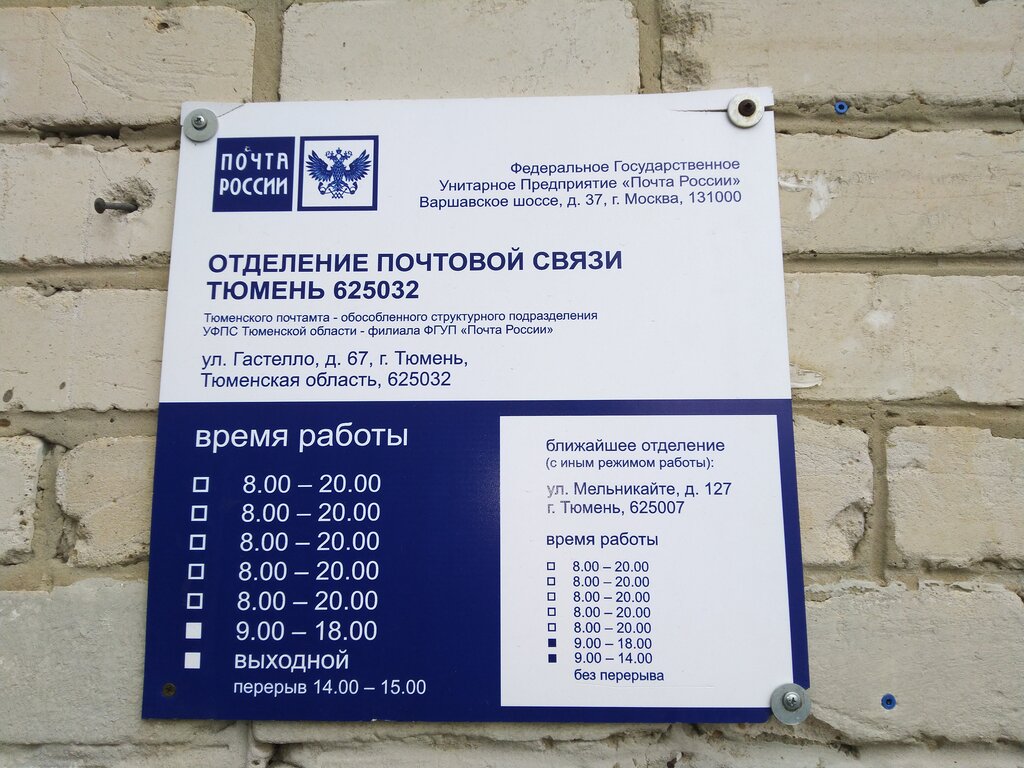 ПОЧТА
РОССИИ
Федеральное Государственное
Унитарное Предприятие «Почта России»
Варшавское шоссе, д. 37, г. Москва, 131000
ОТДЕЛЕНИЕ ПОЧТОВОЙ СВЯЗИ
ТЮМЕНЬ 625032
Тюменского почтамта - обособленного структурного подразделения
УФПС Тюменской области - филиала ФГУП «Почта России»
ул. Гастелло, д. 67, г. Тюмень,
Тюменская область, 625032
время работы
8.00 – 20.00
8.00 – 20.00
8.00 – 20.00
8.00 – 20.00
8.00 – 20.00
9.00 – 18.00
выходной
перерыв 14.00 – 15.00
ближайшее отделение
(с иным режимом работы):
ул. Мельникайте, д. 127
г. Тюмень, 625007
время работы
8.00 – 20.00
8.00 – 20.00
8.00 – 20.00
8.00 – 20.00
8.00 – 20.00
9.00 – 18.00
9.00 – 14.00
без перерыва